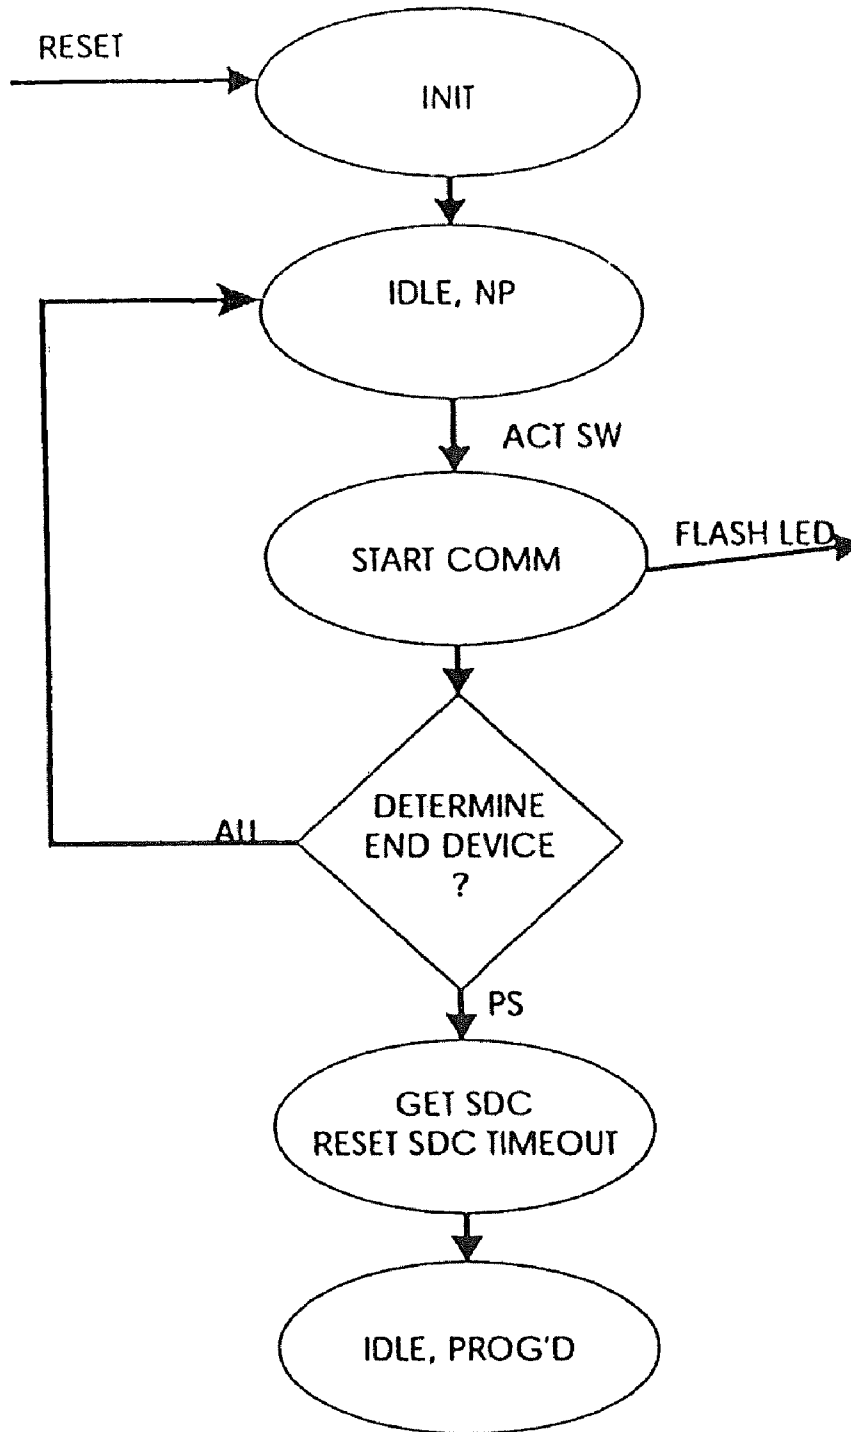 RESET
INIT
IDLE, NP
ACT SW
START COMM
FLASH LED
DETERMINE
END DEVICE
?
AU
PS
GET SDC
RESET SDC TIMEOUT
IDLE, PROG'D